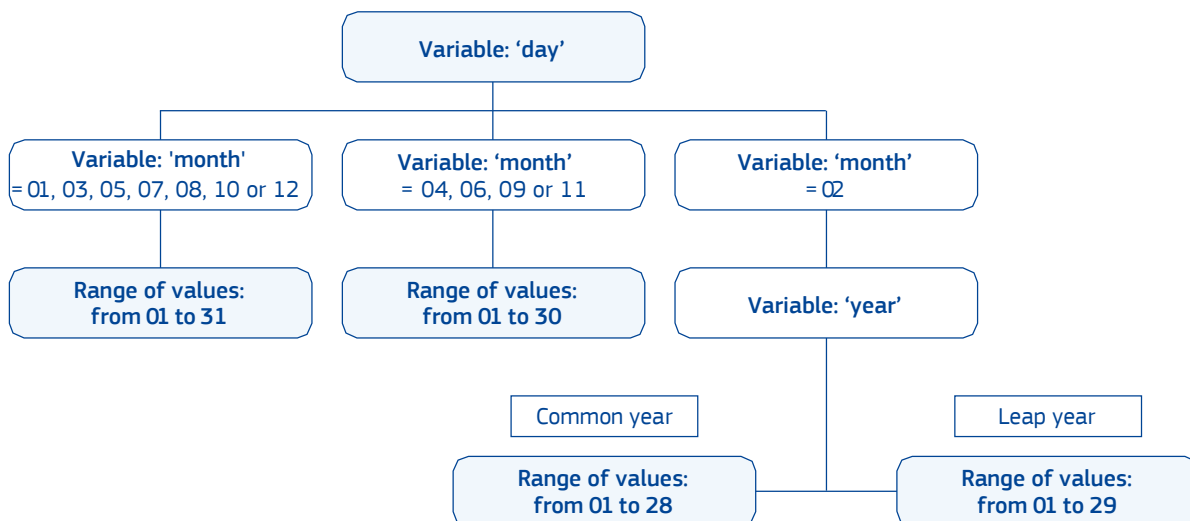 Variable: ‘day’
Variable: 'month'
= 01, 03, 05, 07, 08, 10 or 12
Variable: ‘month’
= 04, 06, 09 or 11
Variable: ‘month’
= 02
Range of values:
from 01 to 31
Range of values:
from 01 to 30
Variable: ‘year’
Common year
Leap year
Range of values:
from 01 to 28
Range of values:
from 01 to 29